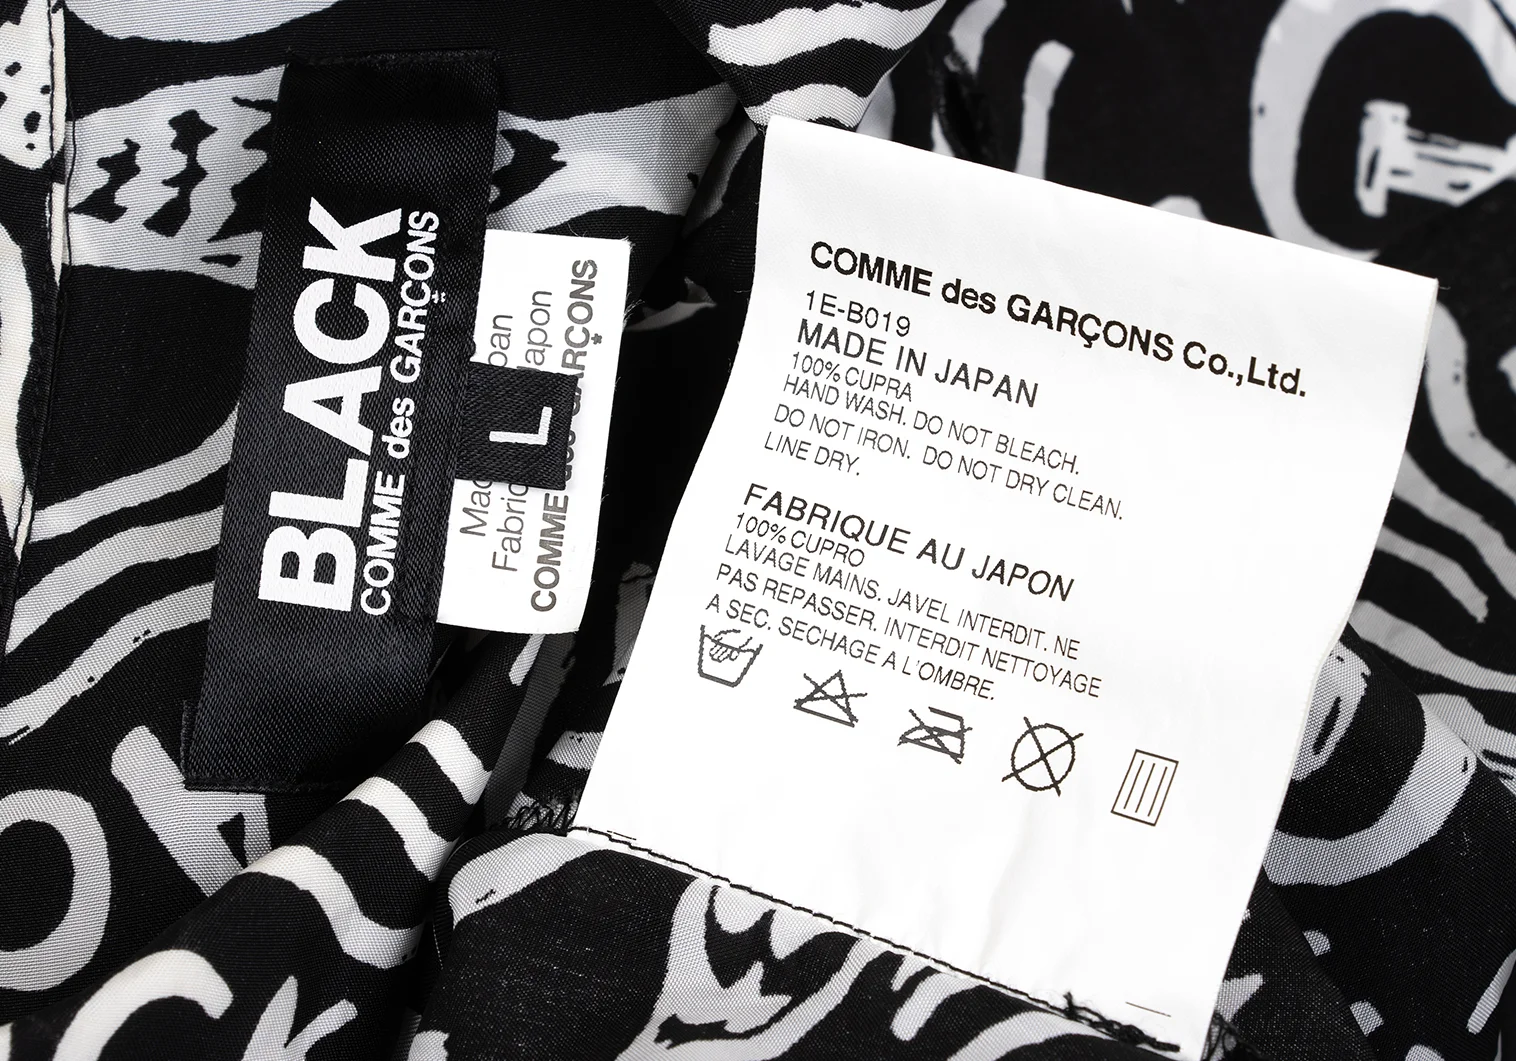 BLACK
COMME des GARÇONS
L
Fabric
COMME des GARÇONS
COMME des GARÇONS Co.,Ltd.
1E-B019
MADE IN JAPAN
100% CUPRA
HAND WASH. DO NOT BLEACH.
DO NOT IRON. DO NOT DRY CLEAN.
LINE DRY.
FABRIQUE AU JAPON
100% CUPRO
LAVAGE MAINS. JAVEL INTERDIT. NE
PAS REPASSER. INTERDIT NETTOYAGE
A SEC. SECHAGE A L'OMBRE.